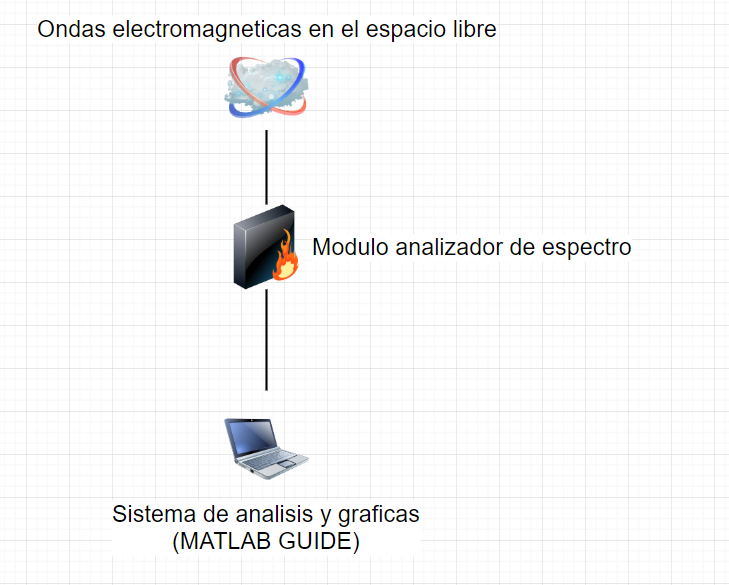 Ondas electromagneticas en el espacio libre
Modulo analizador de espectro
Sistema de analisis y graficas
(MATLAB GUIDE)